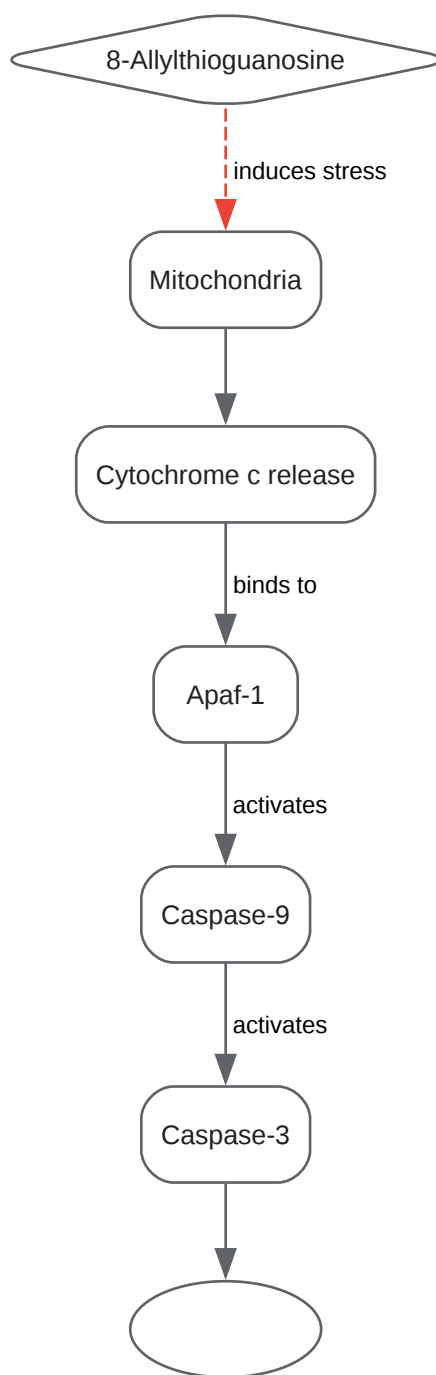 8-Allylthioguanosine
induces stress
Mitochondria
Cytochrome c release
binds to
Apaf-1
activates
Caspase-9
activates
Caspase-3